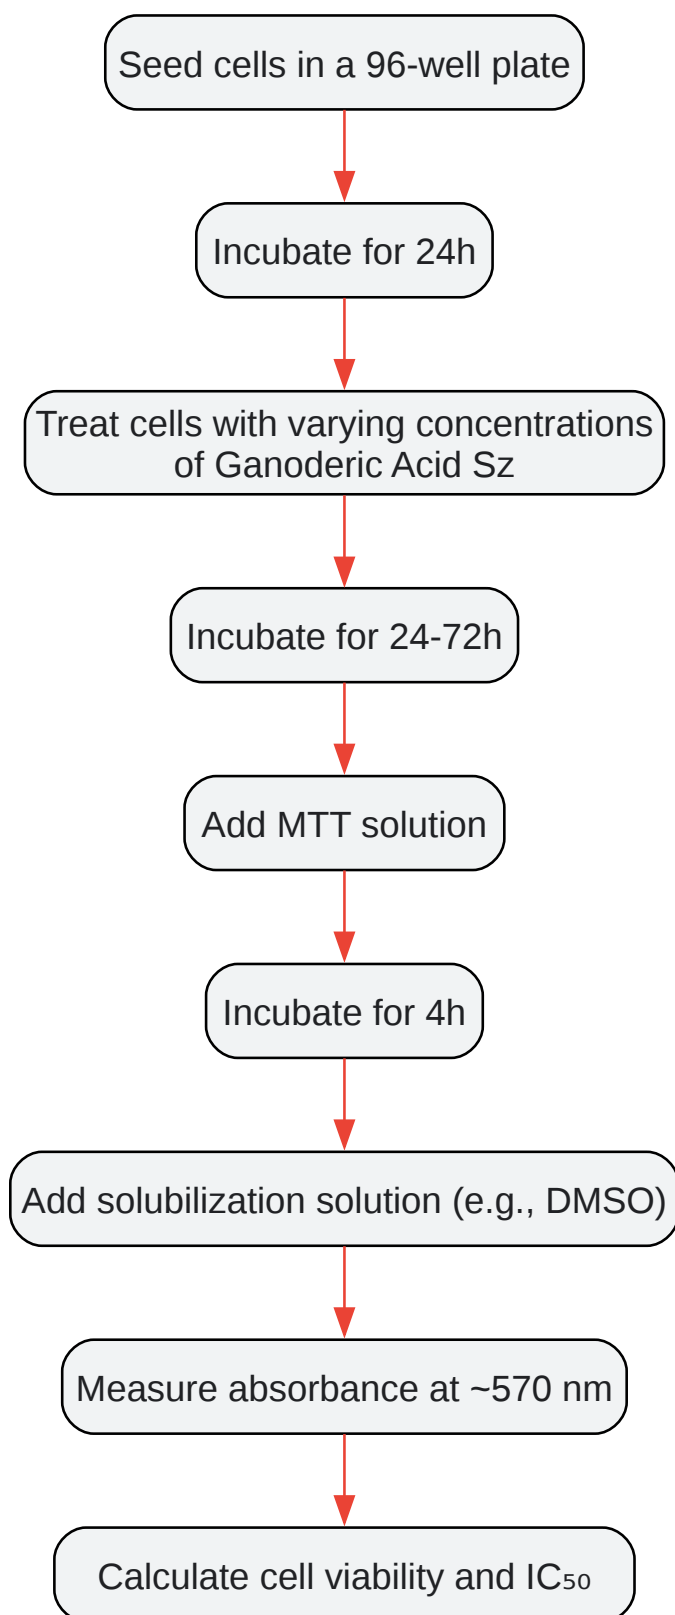 Seed cells in a 96-well plate
Incubate for 24h
Treat cells with varying concentrations
of Ganoderic Acid Sz
Incubate for 24-72h
Add MTT solution
Incubate for 4h
Add solubilization solution (e.g., DMSO)
Measure absorbance at ~570 nm
Calculate cell viability and IC₅₀